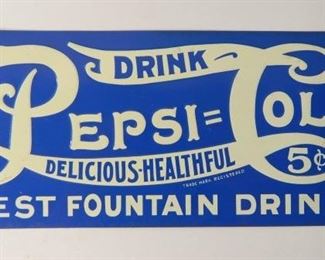 DRINK
PEPSI=COL
DELICIOUS-HEALTHFUL 5¢
TRADE MARK REGISTERED
EST FOUNTAIN DRIN